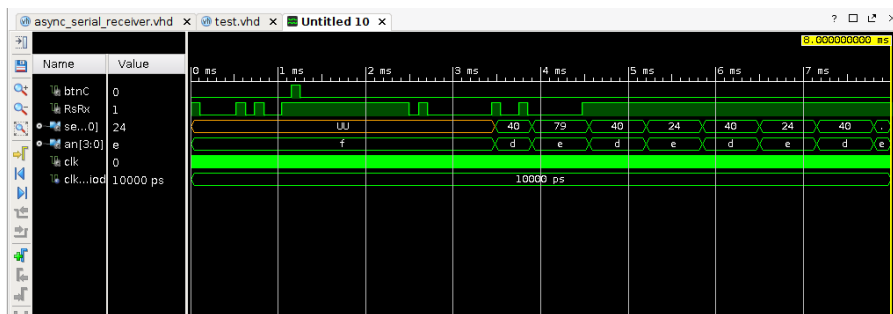 async_serial_receiver.vhd × test.vhd × Untitled 10 × ?
8.000000000 ms
Name Value
0 ms 1 ms 2 ms 3 ms 4 ms 5 ms 6 ms 7 ms
btnC 0
RsRx 1
se...0] 24 UU 40 79 40 24 40 24 40 .
an[3:0] e f d e d e d e d e
clk 0
clk...iod 10000 ps 10000 ps